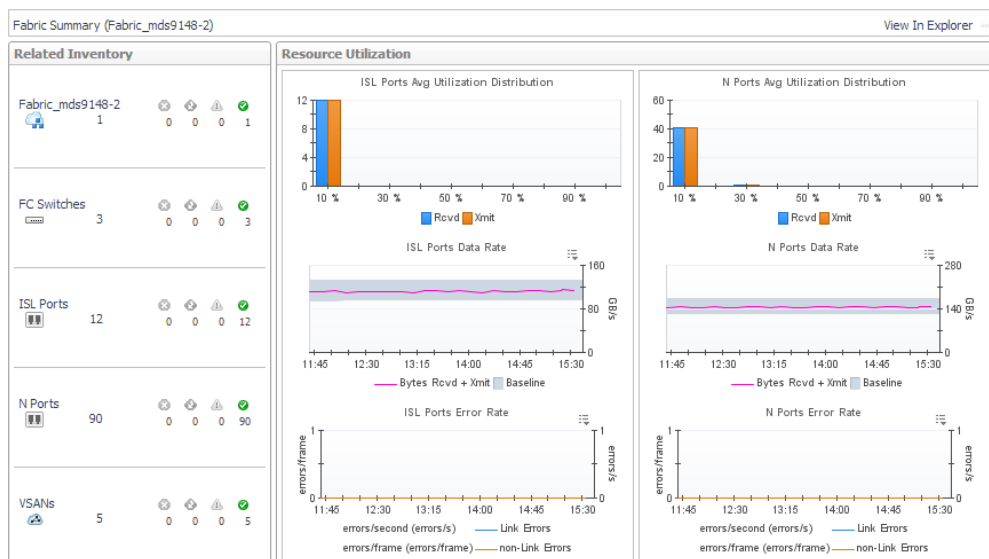 Fabric Summary (Fabric_mds9148-2)
View In Explorer
Related Inventory
Fabric_mds9148-2
1
0 0 0 1
FC Switches
3
0 0 0 3
ISL Ports
12
0 0 0 12
N Ports
90
0 0 0 90
VSANs
5
0 0 0 5
Resource Utilization
ISL Ports Avg Utilization Distribution
12
8
4
0
10 % 30 % 50 % 70 % 90 %
Rcvd Xmit
ISL Ports Data Rate
160
80
0
GB/s
11:45 12:30 13:15 14:00 14:45 15:30
Bytes Rcvd + Xmit Baseline
ISL Ports Error Rate
1 1
errors/frame
errors/s
0 0
11:45 12:30 13:15 14:00 14:45 15:30
errors/second (errors/s) Link Errors
errors/frame (errors/frame) non-Link Errors
N Ports Avg Utilization Distribution
60
40
20
0
10 % 30 % 50 % 70 % 90 %
Rcvd Xmit
N Ports Data Rate
280
140
0
GB/s
11:45 12:30 13:15 14:00 14:45 15:30
Bytes Rcvd + Xmit Baseline
N Ports Error Rate
1 1
errors/frame
errors/s
0 0
11:45 12:30 13:15 14:00 14:45 15:30
errors/second (errors/s) Link Errors
errors/frame (errors/frame) non-Link Errors